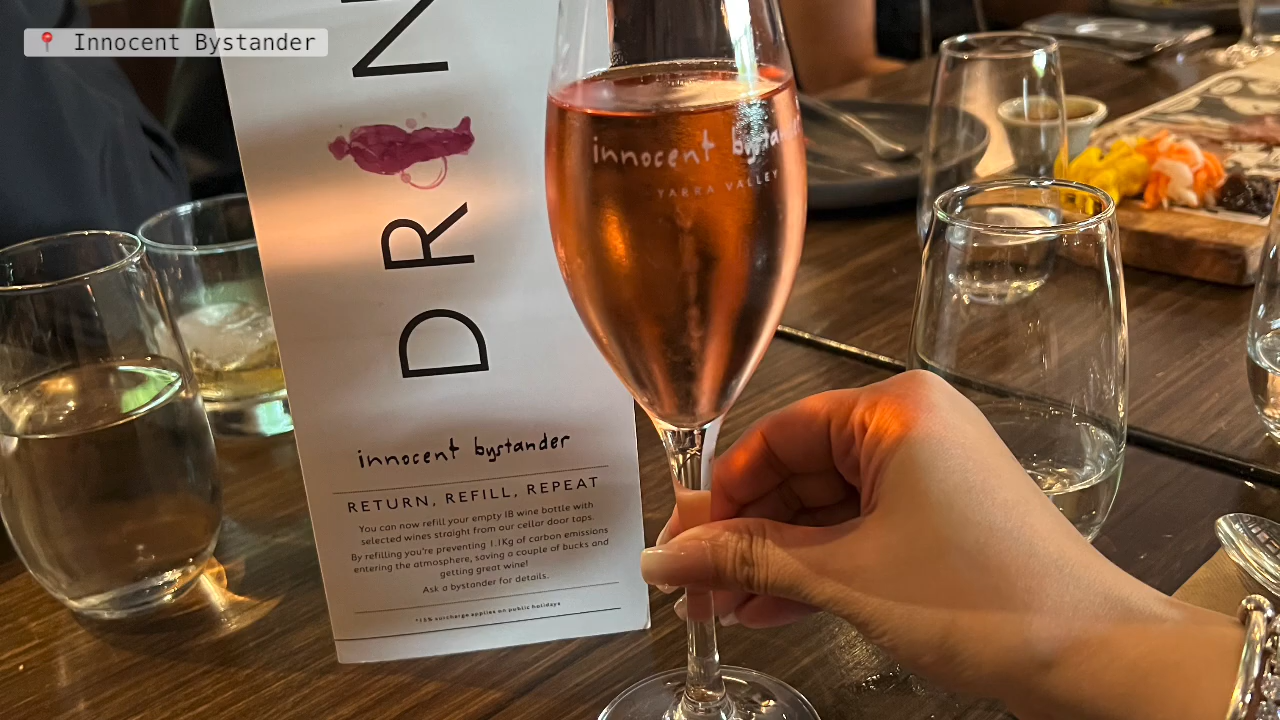 Innocent Bystander
DRIN
innocent bystander
RETURN, REFILL, REPEAT
You can now refill your empty IB wine bottle with
selected wines straight from our cellar door taps.
By refilling you're preventing 1.1Kg of carbon emissions
entering the atmosphere, saving a couple of bucks and
getting great wine!
Ask a bystander for details.
*15% surcharge applies on public holidays
innocent bystander
YARRA VALLEY